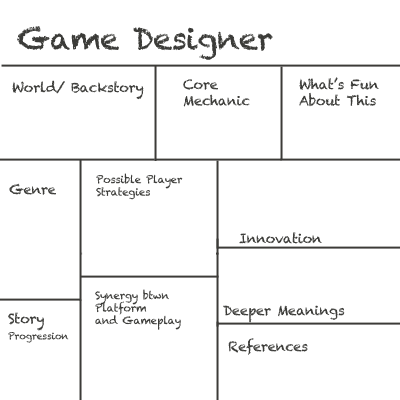 Game Designer
World/ Backstory
Core
Mechanic
What's Fun
About This
Genre
Possible Player
Strategies
Innovation
Story
Progression
Synergy btwn
Platform
and Gameplay
Deeper Meanings
References